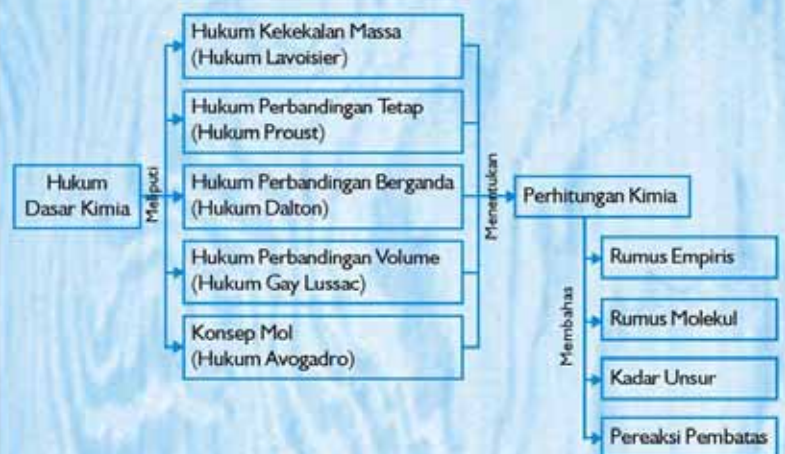 Hukum
Dasar Kimia
Meliputi
Hukum Kekekalan Massa
(Hukum Lavoisier)
Hukum Perbandingan Tetap
(Hukum Proust)
Hukum Perbandingan Berganda
(Hukum Dalton)
Hukum Perbandingan Volume
(Hukum Gay Lussac)
Konsep Mol
(Hukum Avogadro)
Menentukan
Perhitungan Kimia
Membahas
Rumus Empiris
Rumus Molekul
Kadar Unsur
Pereaksi Pembatas